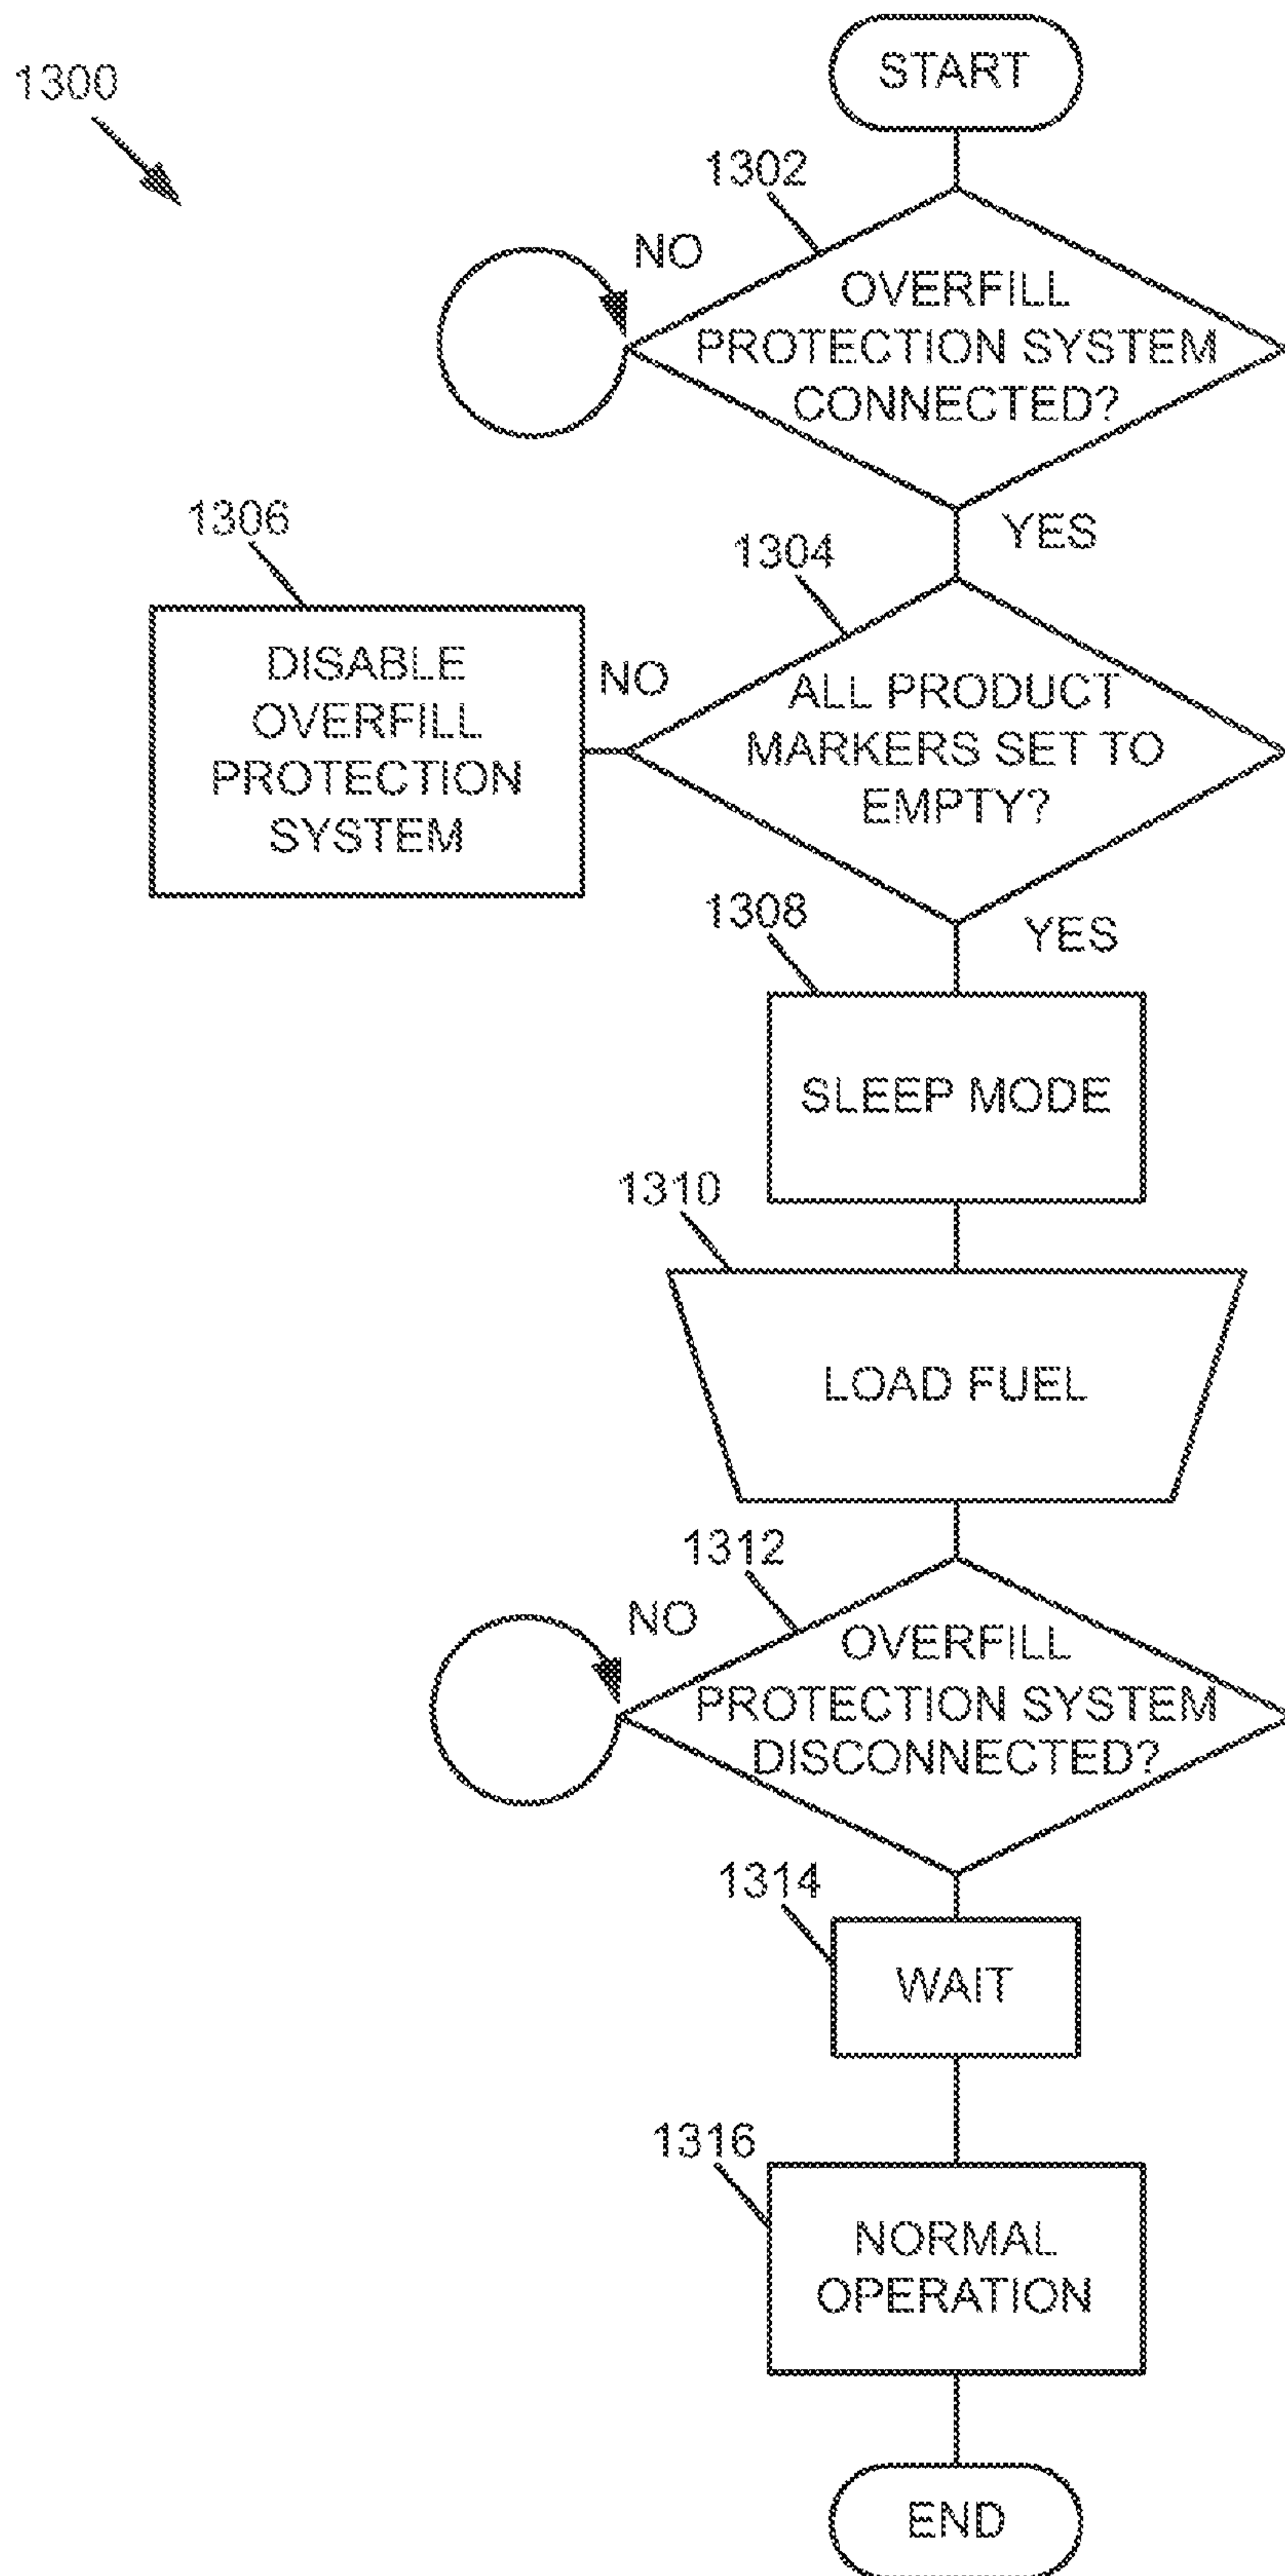 START
1300
1302
NO
OVERFILL
PROTECTION SYSTEM
CONNECTED?
YES
1306
1304
DISABLE
OVERFILL
PROTECTION
SYSTEM
NO
ALL PRODUCT
MARKERS SET TO
EMPTY?
1308
YES
SLEEP MODE
1310
LOAD FUEL
1312
NO
OVERFILL
PROTECTION SYSTEM
DISCONNECTED?
1314
WAIT
1316
NORMAL
OPERATION
END